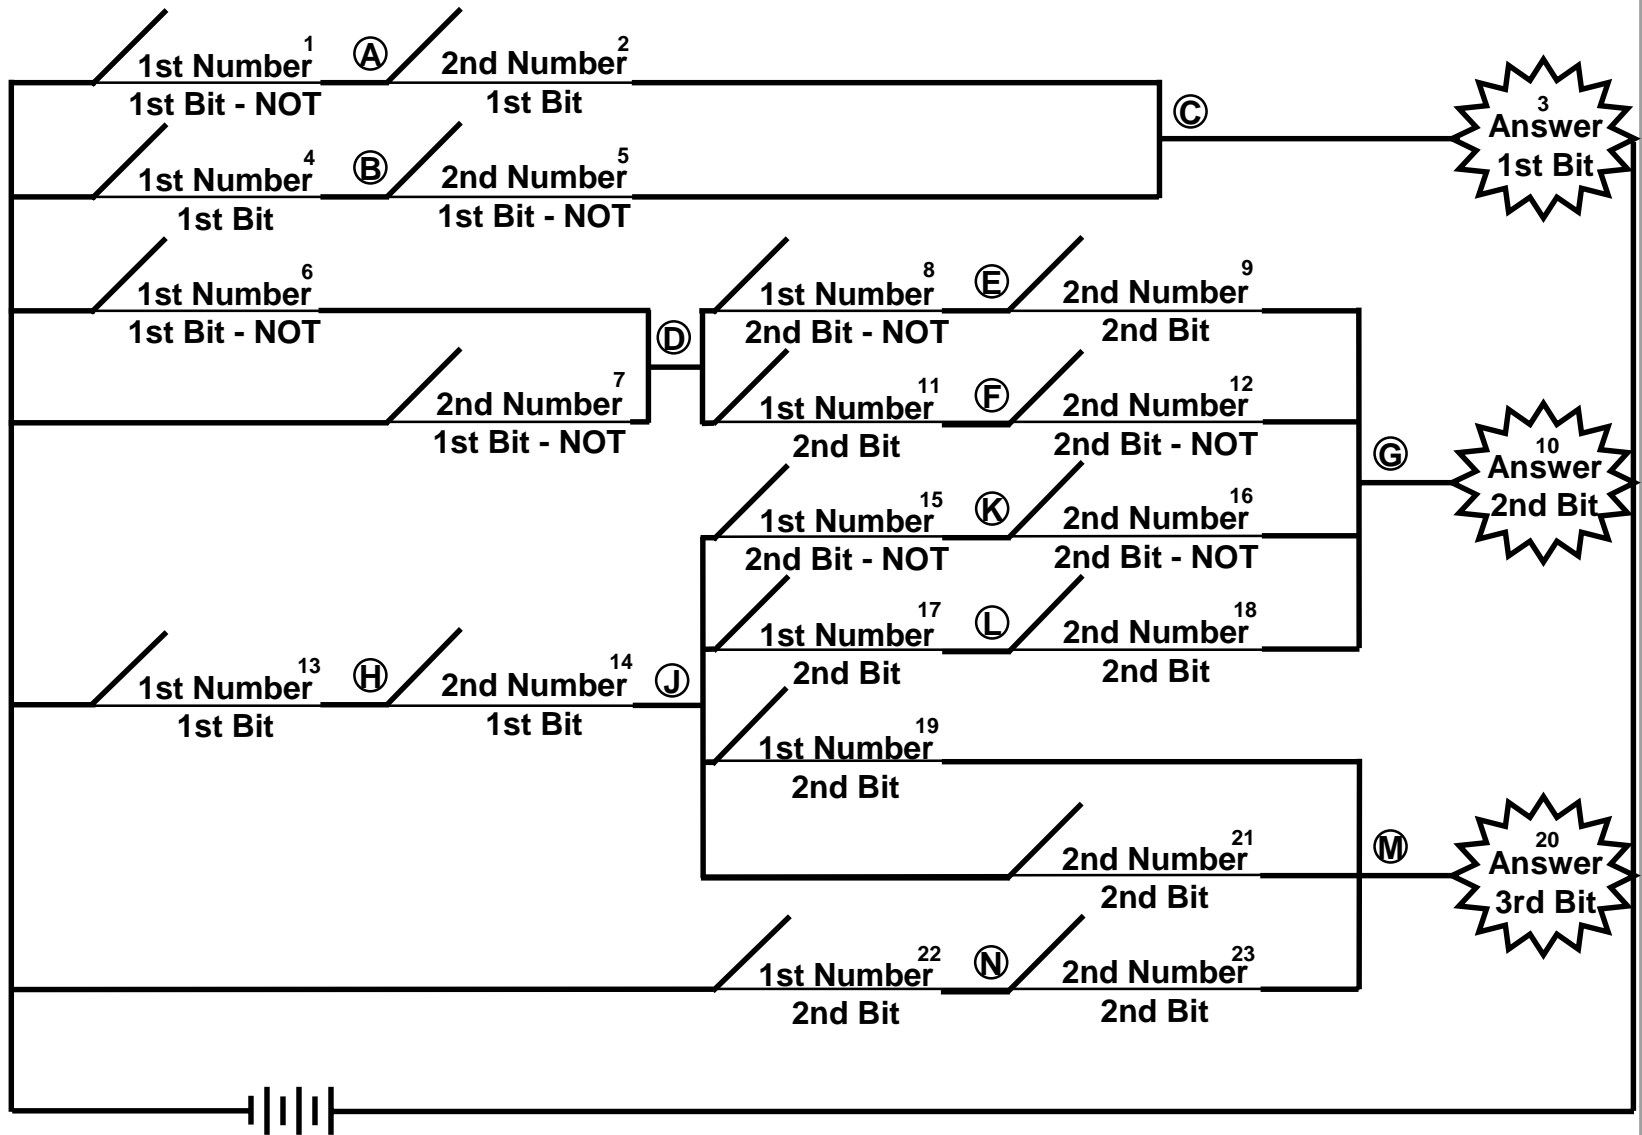 1
1st Number
1st Bit - NOT
A
2
2nd Number
1st Bit
C
3
Answer
1st Bit
4
1st Number
1st Bit
B
5
2nd Number
1st Bit - NOT
6
1st Number
1st Bit - NOT
7
2nd Number
1st Bit - NOT
D
8
1st Number
2nd Bit - NOT
E
9
2nd Number
2nd Bit
11
1st Number
2nd Bit
F
12
2nd Number
2nd Bit - NOT
G
10
Answer
2nd Bit
15
1st Number
2nd Bit - NOT
K
16
2nd Number
2nd Bit - NOT
17
1st Number
2nd Bit
L
18
2nd Number
2nd Bit
13
1st Number
1st Bit
H
14
2nd Number
1st Bit
J
19
1st Number
2nd Bit
21
2nd Number
2nd Bit
M
20
Answer
3rd Bit
22
1st Number
2nd Bit
N
23
2nd Number
2nd Bit